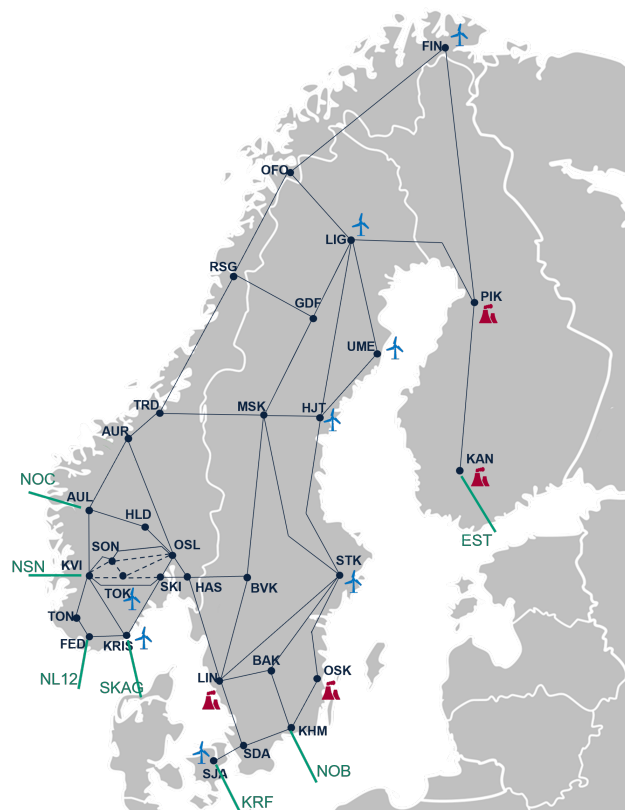 FIN
OFO
LIG
RSG
GDF
PIK
UME
TRD
MSK
HJT
AUR
KAN
NOC
AUL
HLD
EST
SON
OSL
NSN
KVI
STK
TOK
SKI
HAS
BVK
TON
FED
KRIS
BAK
LIN
OSK
NL12
SKAG
KHM
SDA
SJA
NOB
KRF